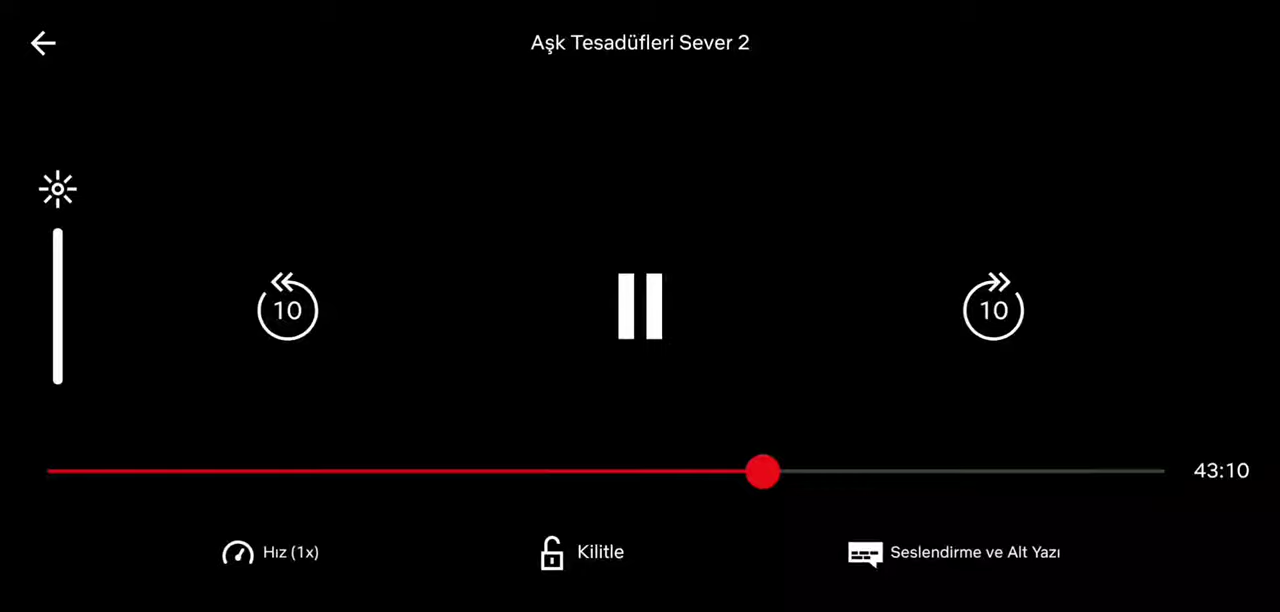 Aşk Tesadüfleri Sever 2
10
10
43:10
Hız (1x)
Kilitle
Seslendirme ve Alt Yazı